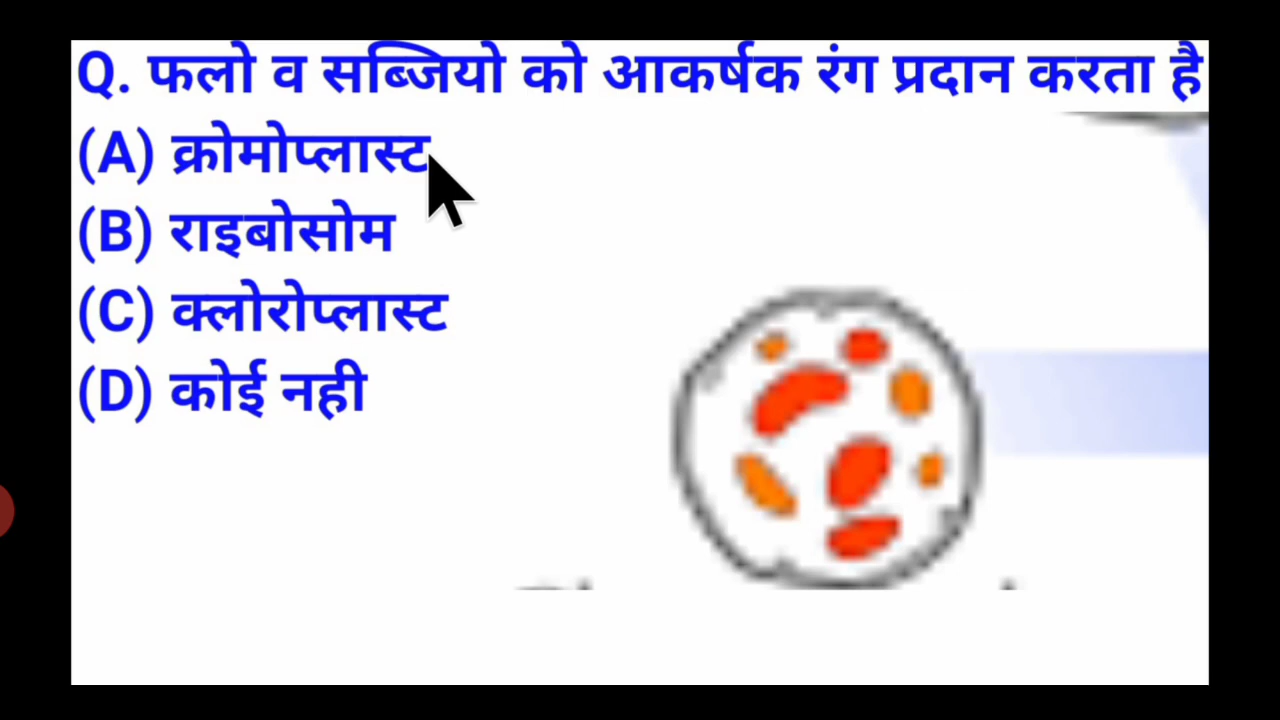 Q. फलो व सब्जियो को आकर्षक रंग प्रदान करता है
(A) क्रोमोप्लास्ट
(B) राइबोसोम
(C) क्लोरोप्लास्ट
(D) कोई नही